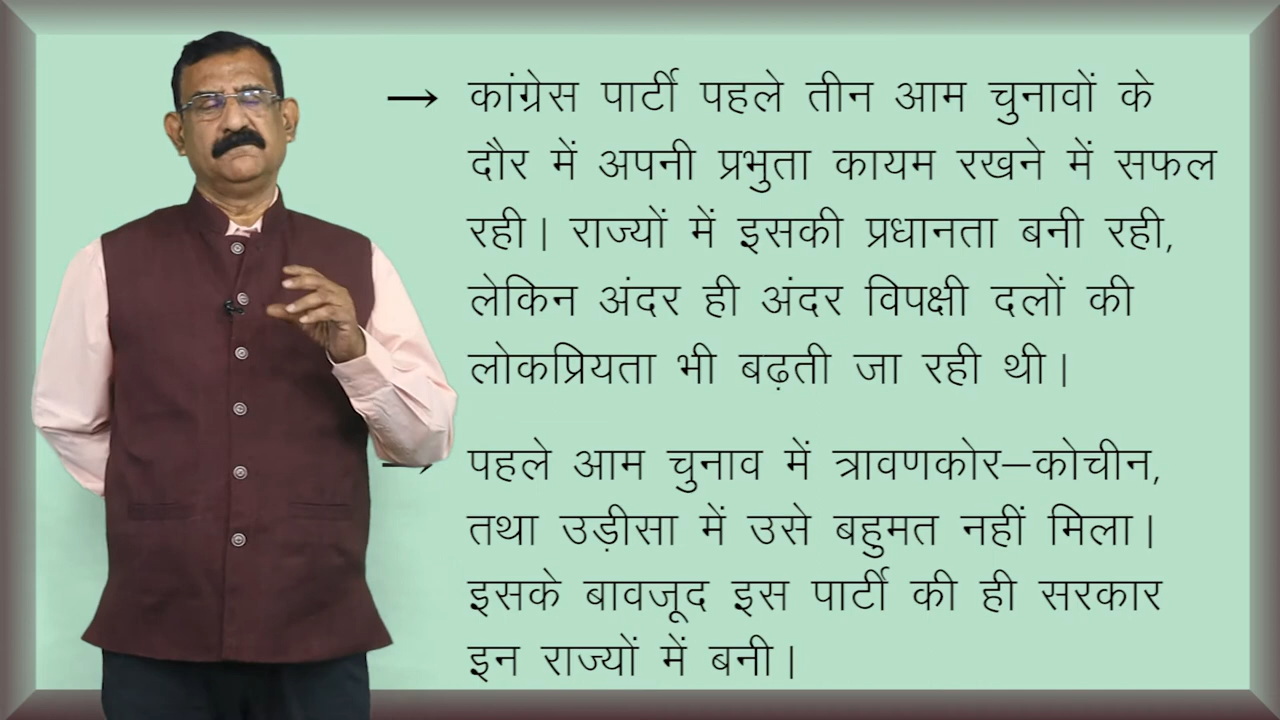 → कांग्रेस पार्टी पहले तीन आम चुनावों के
दौर में अपनी प्रभुता कायम रखने में सफल
रही। राज्यों में इसकी प्रधानता बनी रही,
लेकिन अंदर ही अंदर विपक्षी दलों की
लोकप्रियता भी बढ़ती जा रही थी।
→ पहले आम चुनाव में त्रावणकोर–कोचीन,
तथा उड़ीसा में उसे बहुमत नहीं मिला।
इसके बावजूद इस पार्टी की ही सरकार
इन राज्यों में बनी।